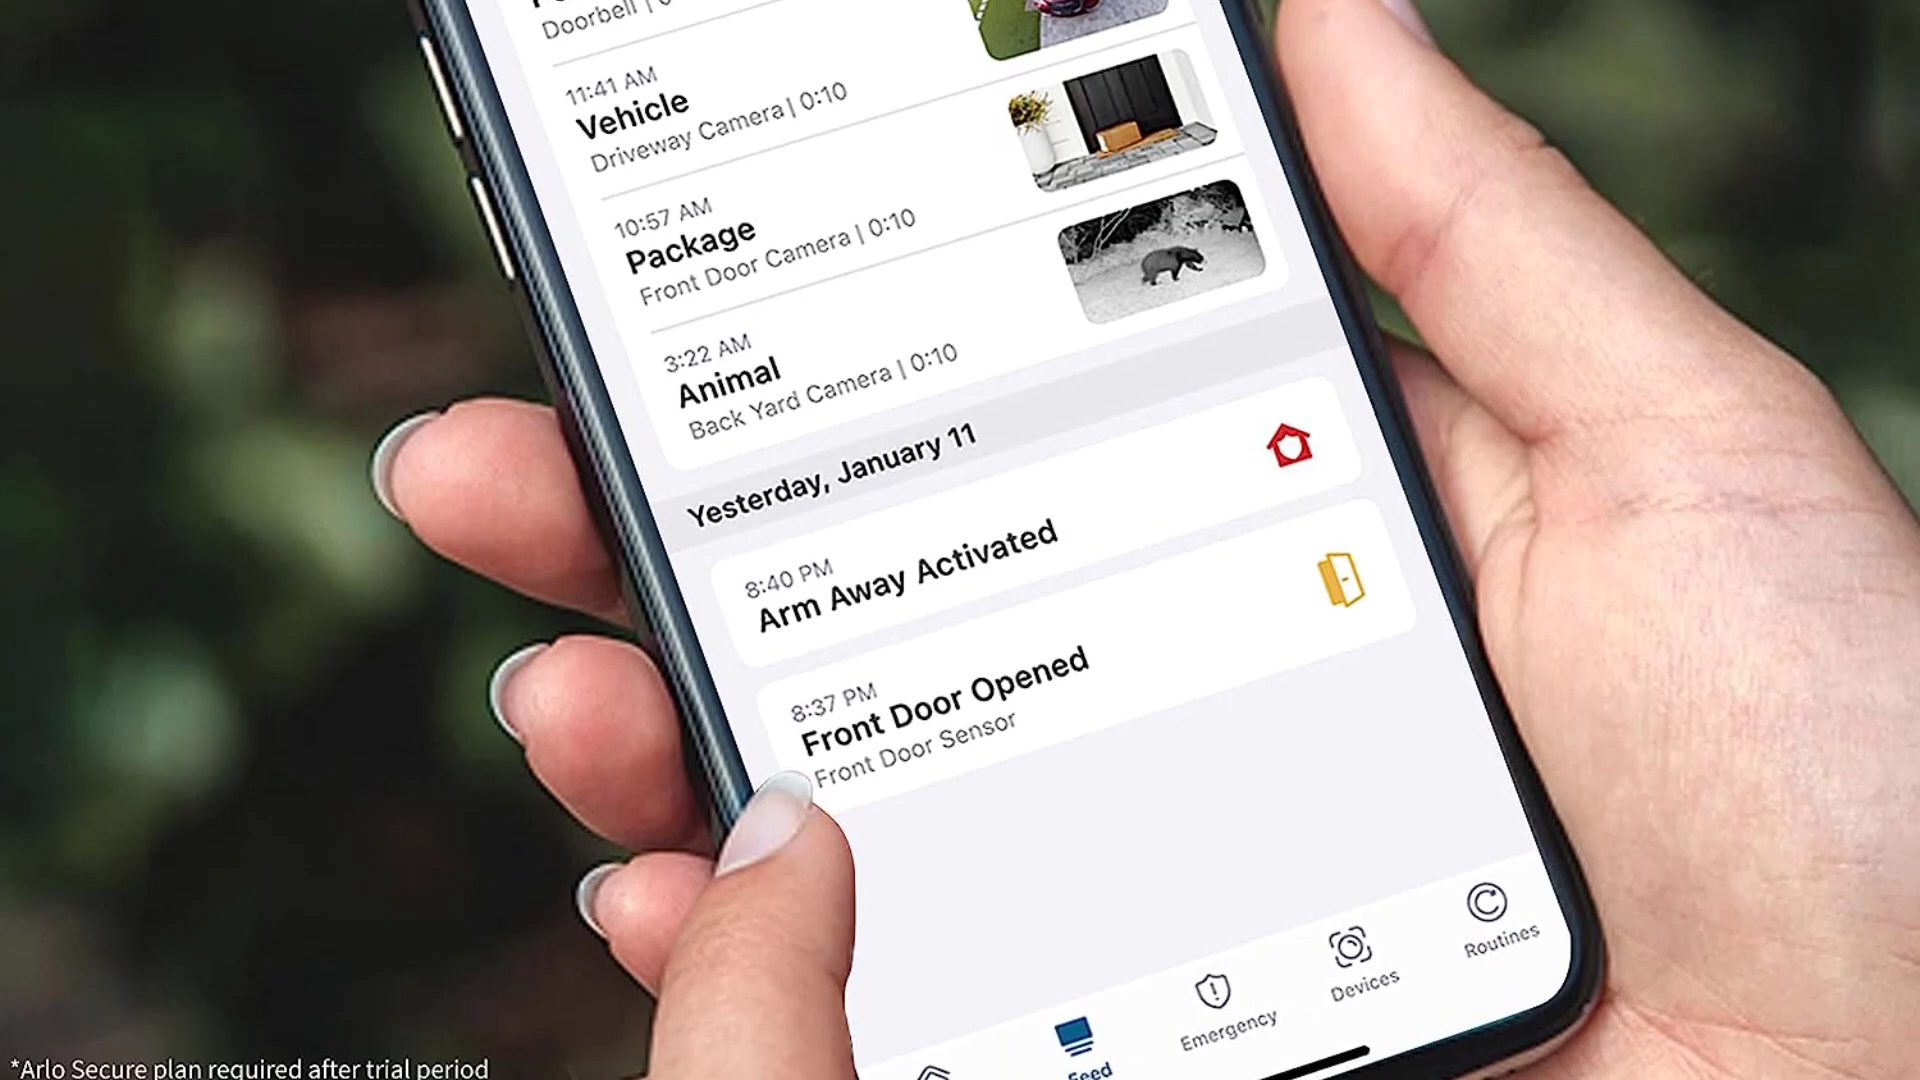 Doorbell |
11:41 AM
Vehicle
Driveway Camera | 0:10
10:57 AM
Package
Front Door Camera | 0:10
3:22 AM
Animal
Back Yard Camera | 0:10
Yesterday, January 11
8:40 PM
Arm Away Activated
8:37 PM
Front Door Opened
Front Door Sensor
Feed
Emergency
Devices
Routines
*Arlo Secure plan required after trial period